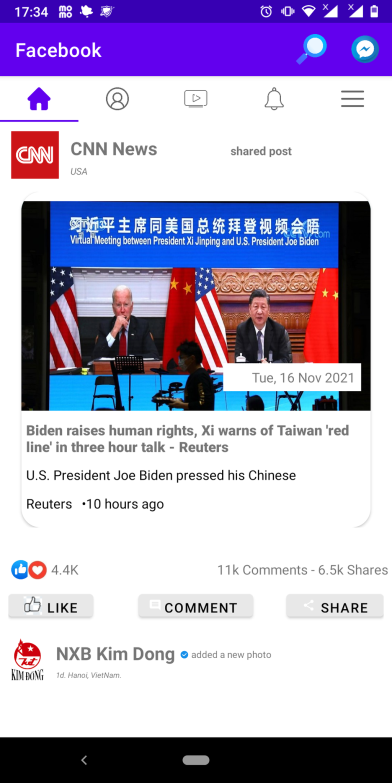 17:34
Facebook
CNN
CNN News
shared post
USA
习近平主席同美国总统拜登视频会晤
Virtual Meeting between President Xi Jinping and U.S. President Joe Biden
Tue, 16 Nov 2021
Biden raises human rights, Xi warns of Taiwan 'red
line' in three hour talk - Reuters
U.S. President Joe Biden pressed his Chinese
Reuters •10 hours ago
4.4K
11k Comments - 6.5k Shares
LIKE
COMMENT
SHARE
KIM ĐỒNG
NXB Kim Dong
added a new photo
1d. Hanoi, VietNam.